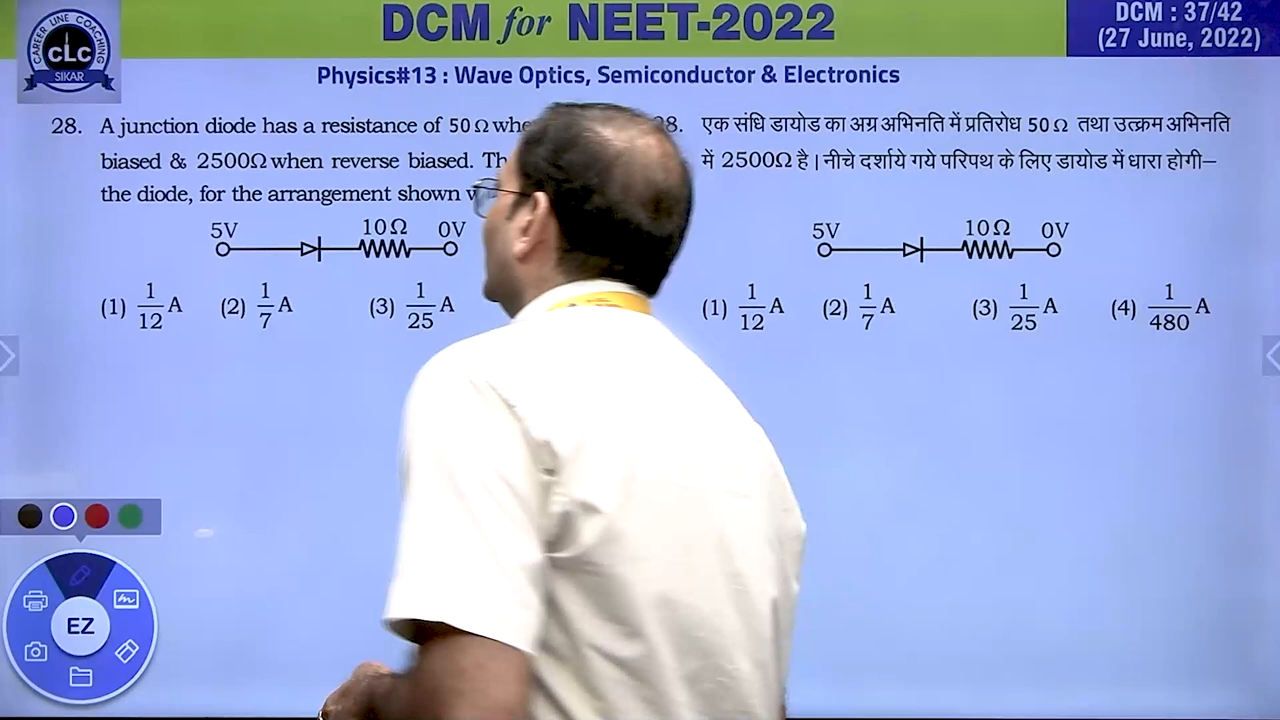 DCM for NEET-2022
DCM : 37/42
(27 June, 2022)
CAREER LINE COACHING
CLC
SIKAR
Physics#13 : Wave Optics, Semiconductor & Electronics
28. A junction diode has a resistance of 50 Ω
biased & 2500Ω when reverse biased.
the diode, for the arrangement shown
5V 10 Ω 0V
(1) 1/12 A (2) 1/7 A (3) 1/25 A
8. एक संधि डायोड का अग्र अभिनति में प्रतिरोध 50 Ω तथा उत्क्रम अभिनति
में 2500Ω है | नीचे दर्शाये गये परिपथ के लिए डायोड में धारा होगी–
5V 10 Ω 0V
(1) 1/12 A (2) 1/7 A (3) 1/25 A (4) 1/480 A
EZ